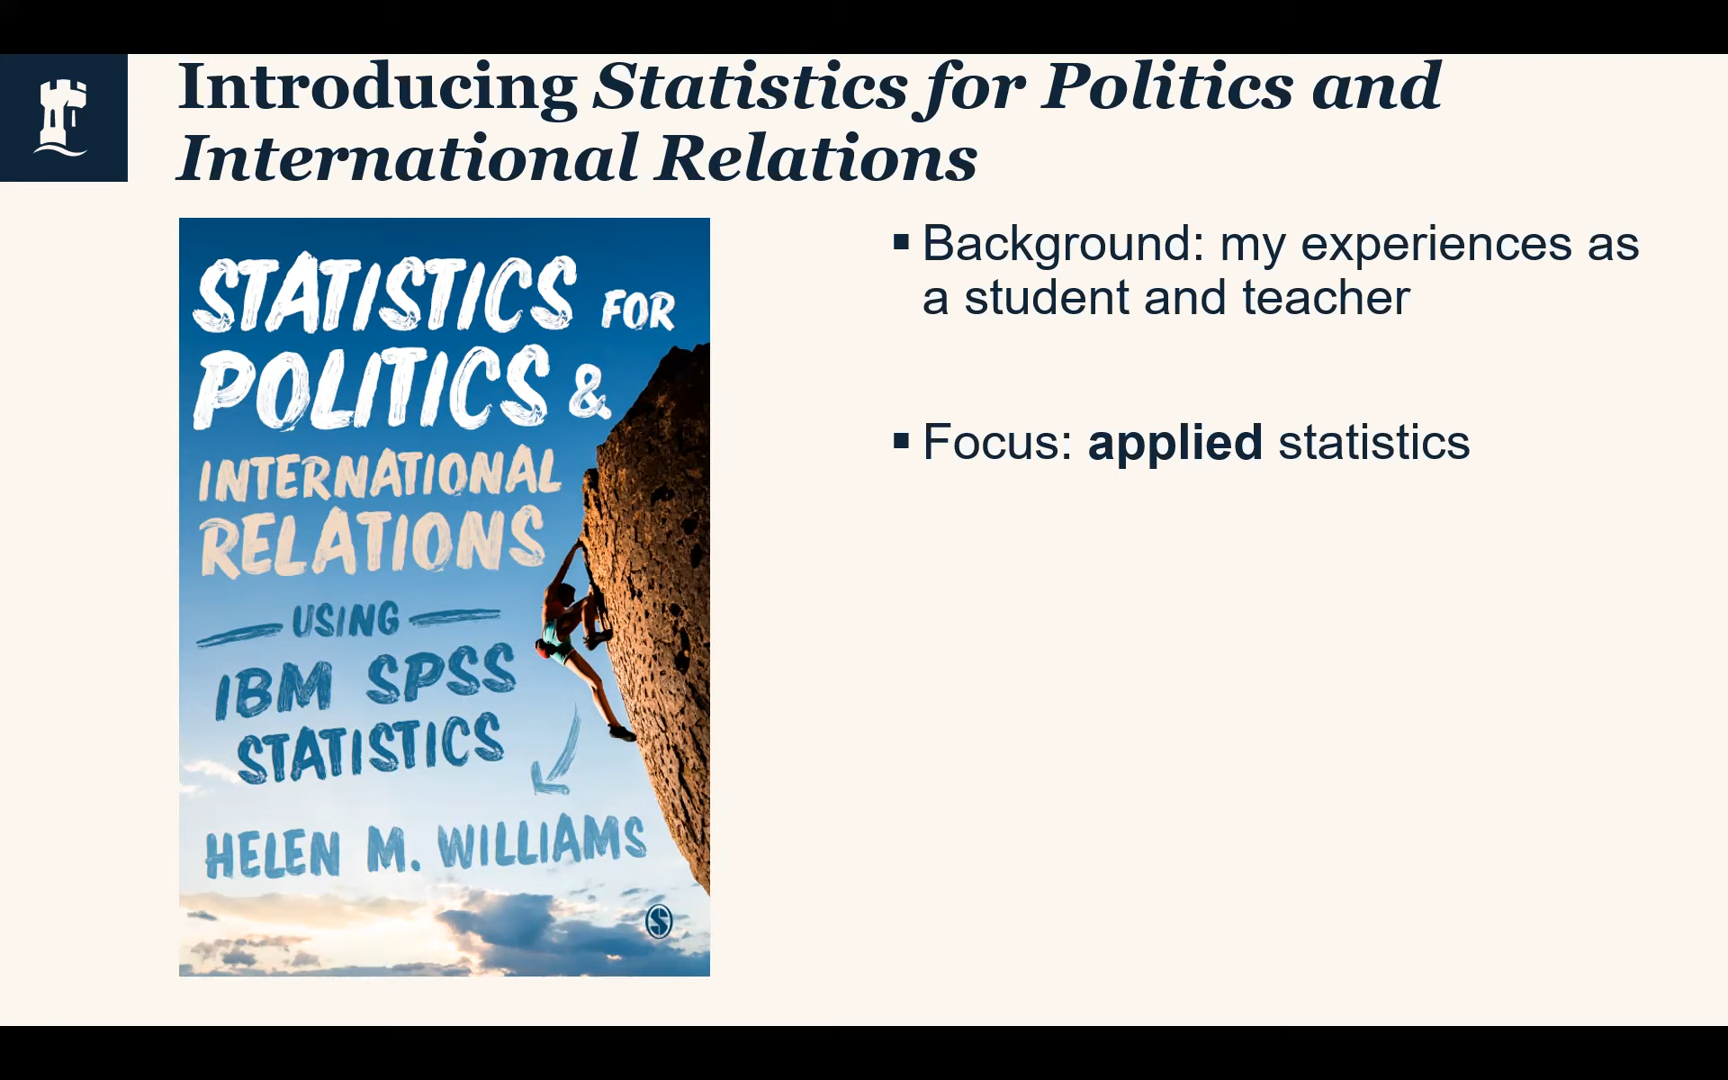 Introducing Statistics for Politics and
International Relations
STATISTICS FOR
POLITICS &
INTERNATIONAL
RELATIONS
USING
IBM SPSS
STATISTICS
HELEN M. WILLIAMS
S
▪ Background: my experiences as
a student and teacher
▪ Focus: applied statistics